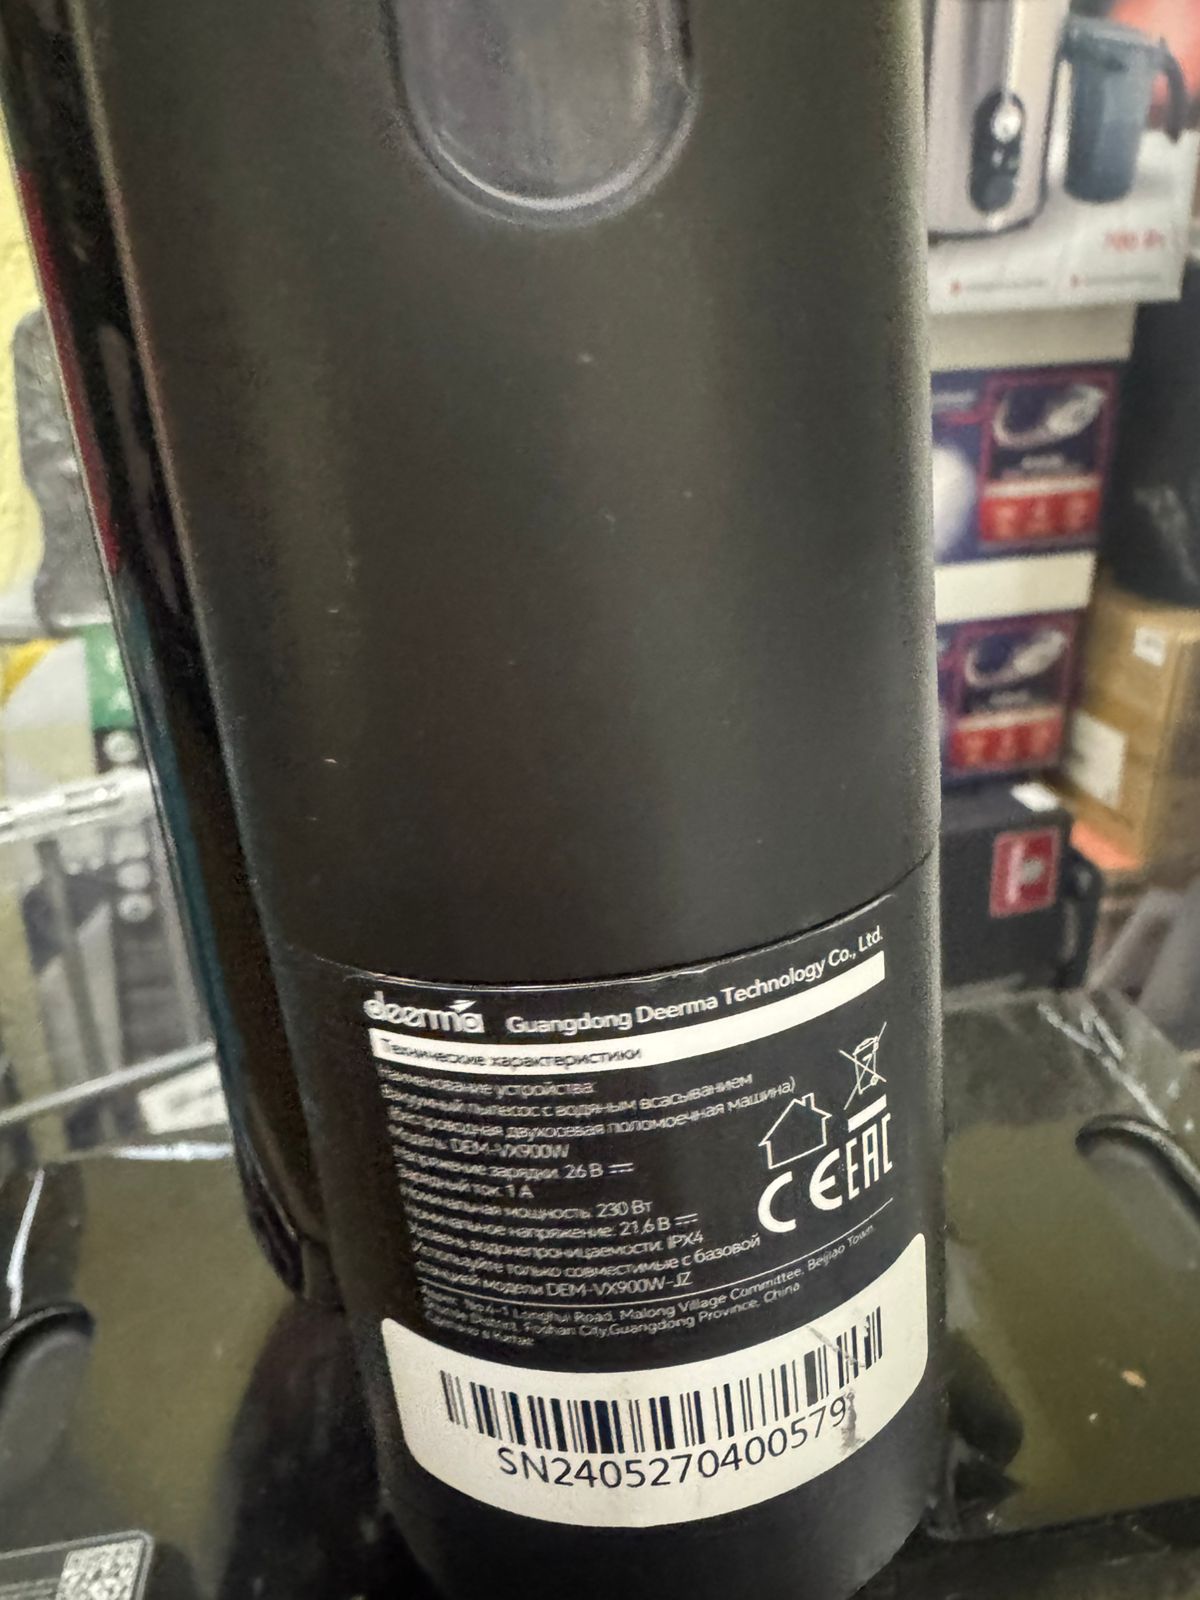 deerma Guangdong Deerma Technology Co., Ltd.
Технические характеристики
Наименование устройства:
Вакуумный пылесос с водяным всасыванием
(беспроводная двухосевая поломоечная машина)
Модель: DEM-VX900W
Напряжение зарядки: 26 В
Зарядный ток: 1 А
Номинальная мощность: 230 Вт
Номинальное напряжение: 21,6 В
Уровень водонепроницаемости: IPX4
Используйте только совместимые с базовой
станцией модели DEM-VX900W-JZ
CE EAC
Адрес: No.4-1 Longhui Road, Malong Village Committee, Beijiao Town,
District, Foshan City, Guangdong Province, China.
Сделано в Китае
SN2405270400579